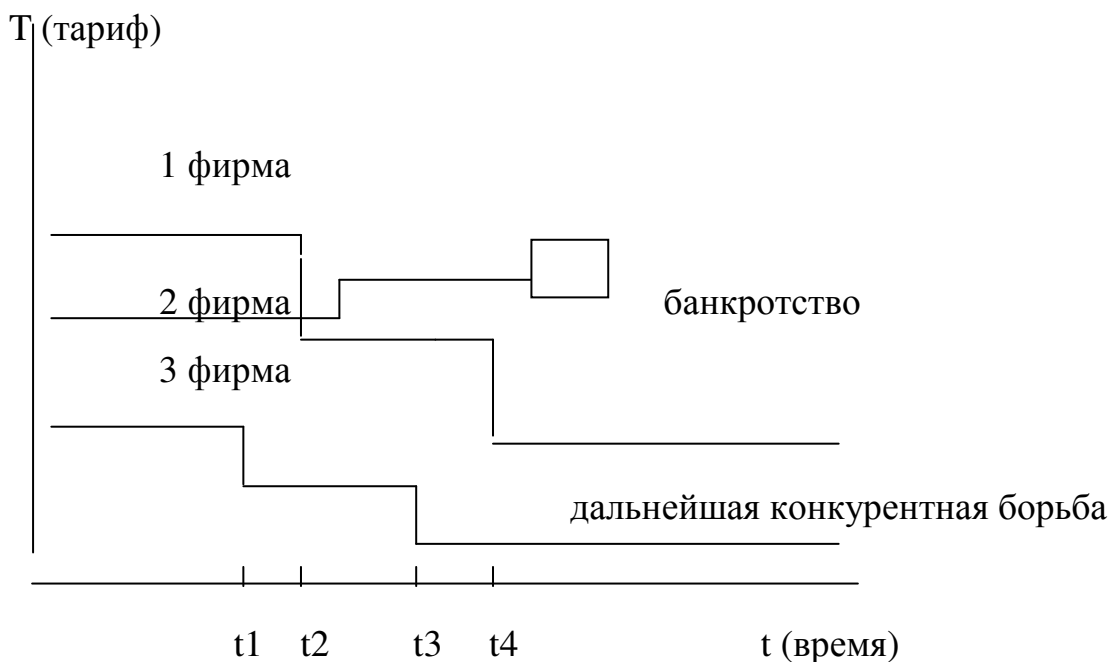 T (тариф)
1 фирма
2 фирма
банкротство
3 фирма
дальнейшая конкурентная борьба
t1 t2 t3 t4 t (время)